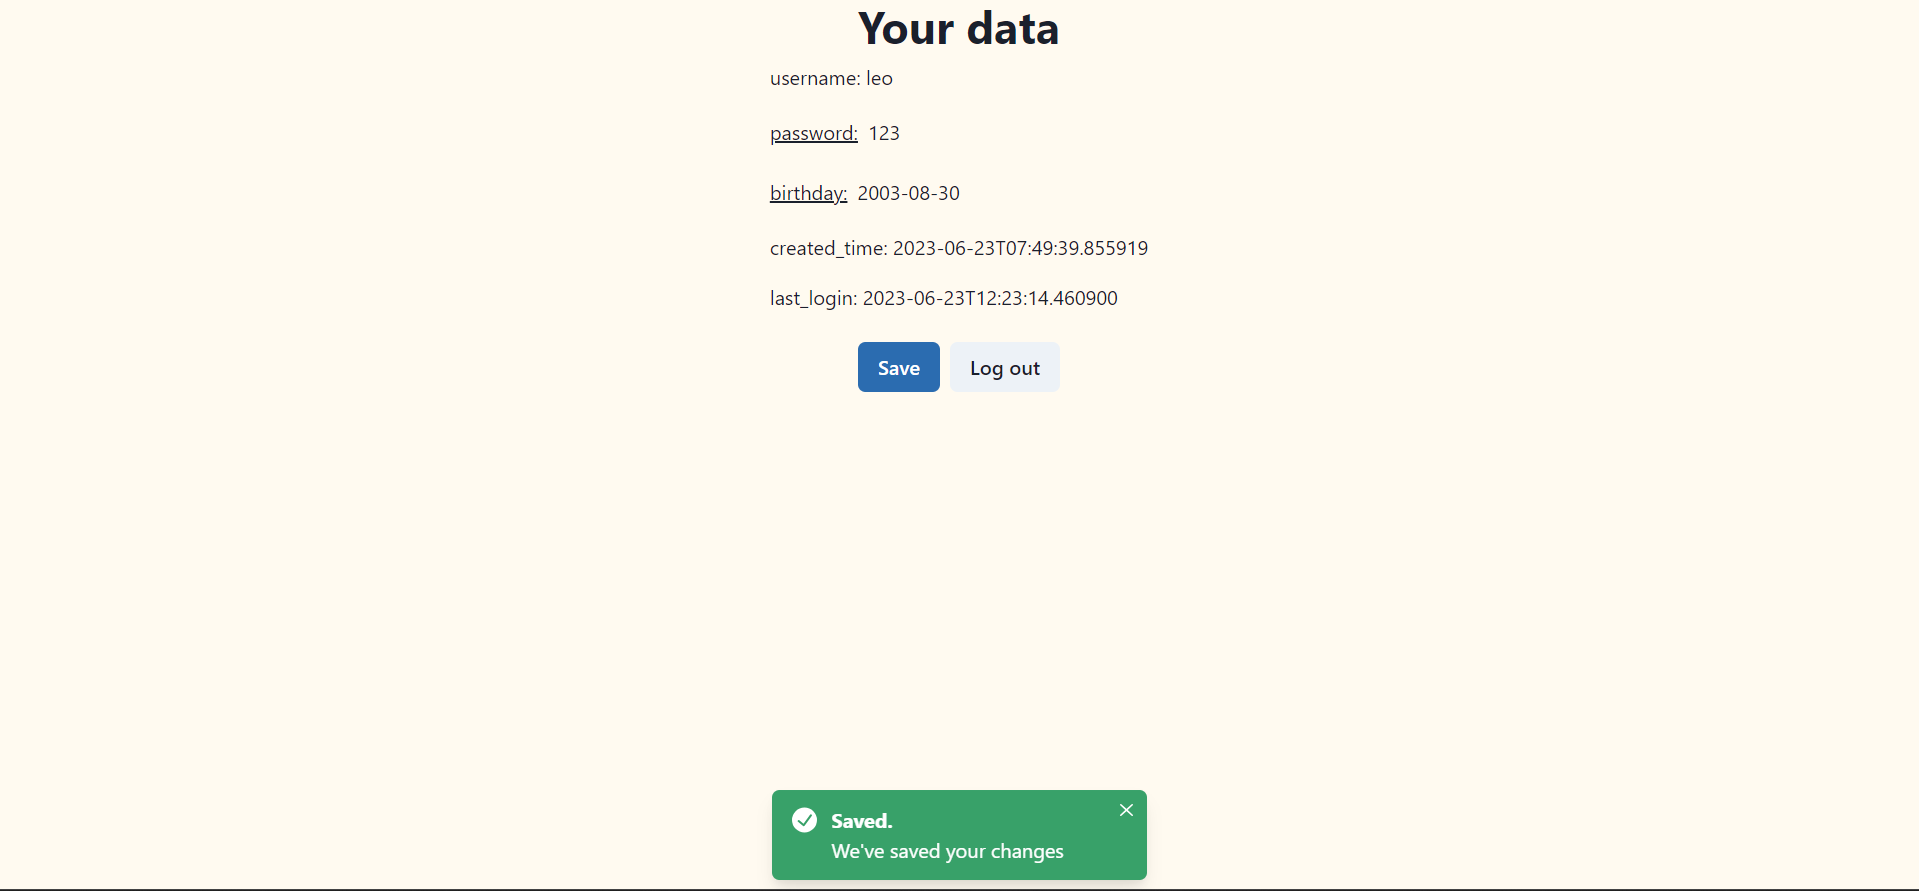 Your data
username: leo
password: 123
birthday: 2003-08-30
created_time: 2023-06-23T07:49:39.855919
last_login: 2023-06-23T12:23:14.460900
Save Log out
Saved.
We've saved your changes